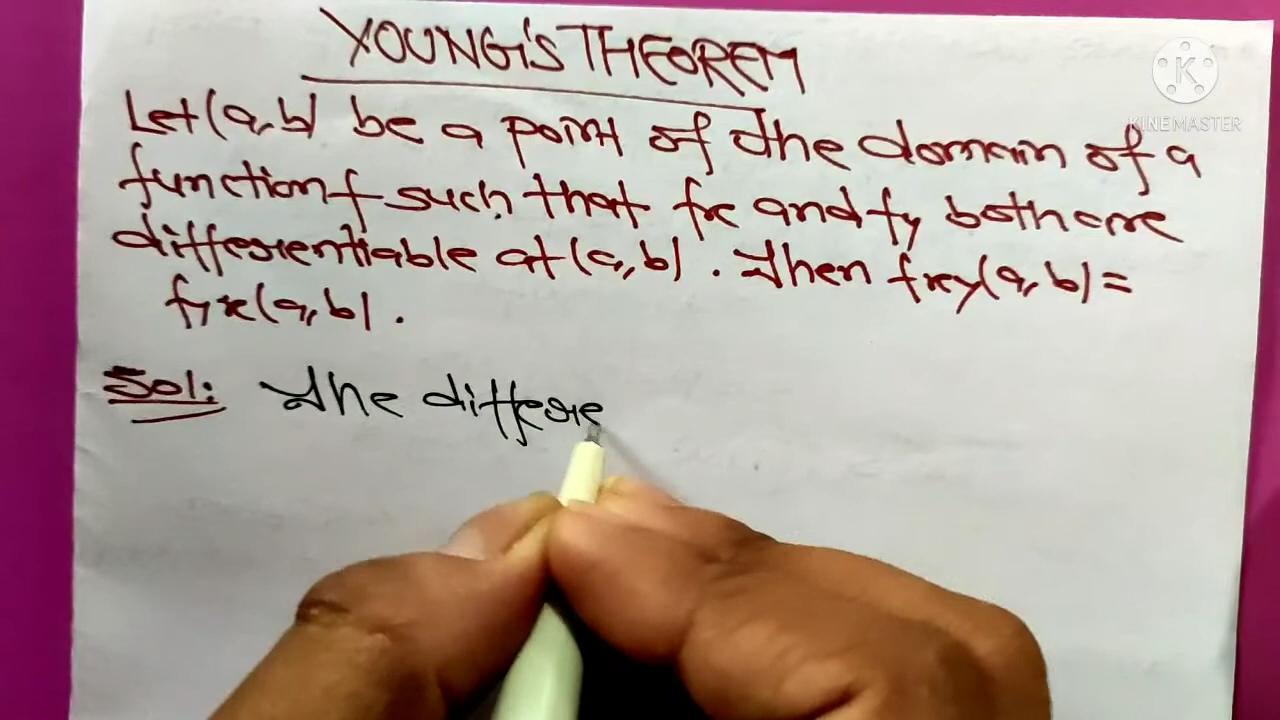 YOUNG'S THEOREM
K
KINEMASTER
Let (a,b) be a point of the domain of a
function f such that fx and fy both are
differentiable at (a,b). Then fxy(a,b) =
fyx(a,b).
Sol: The differe